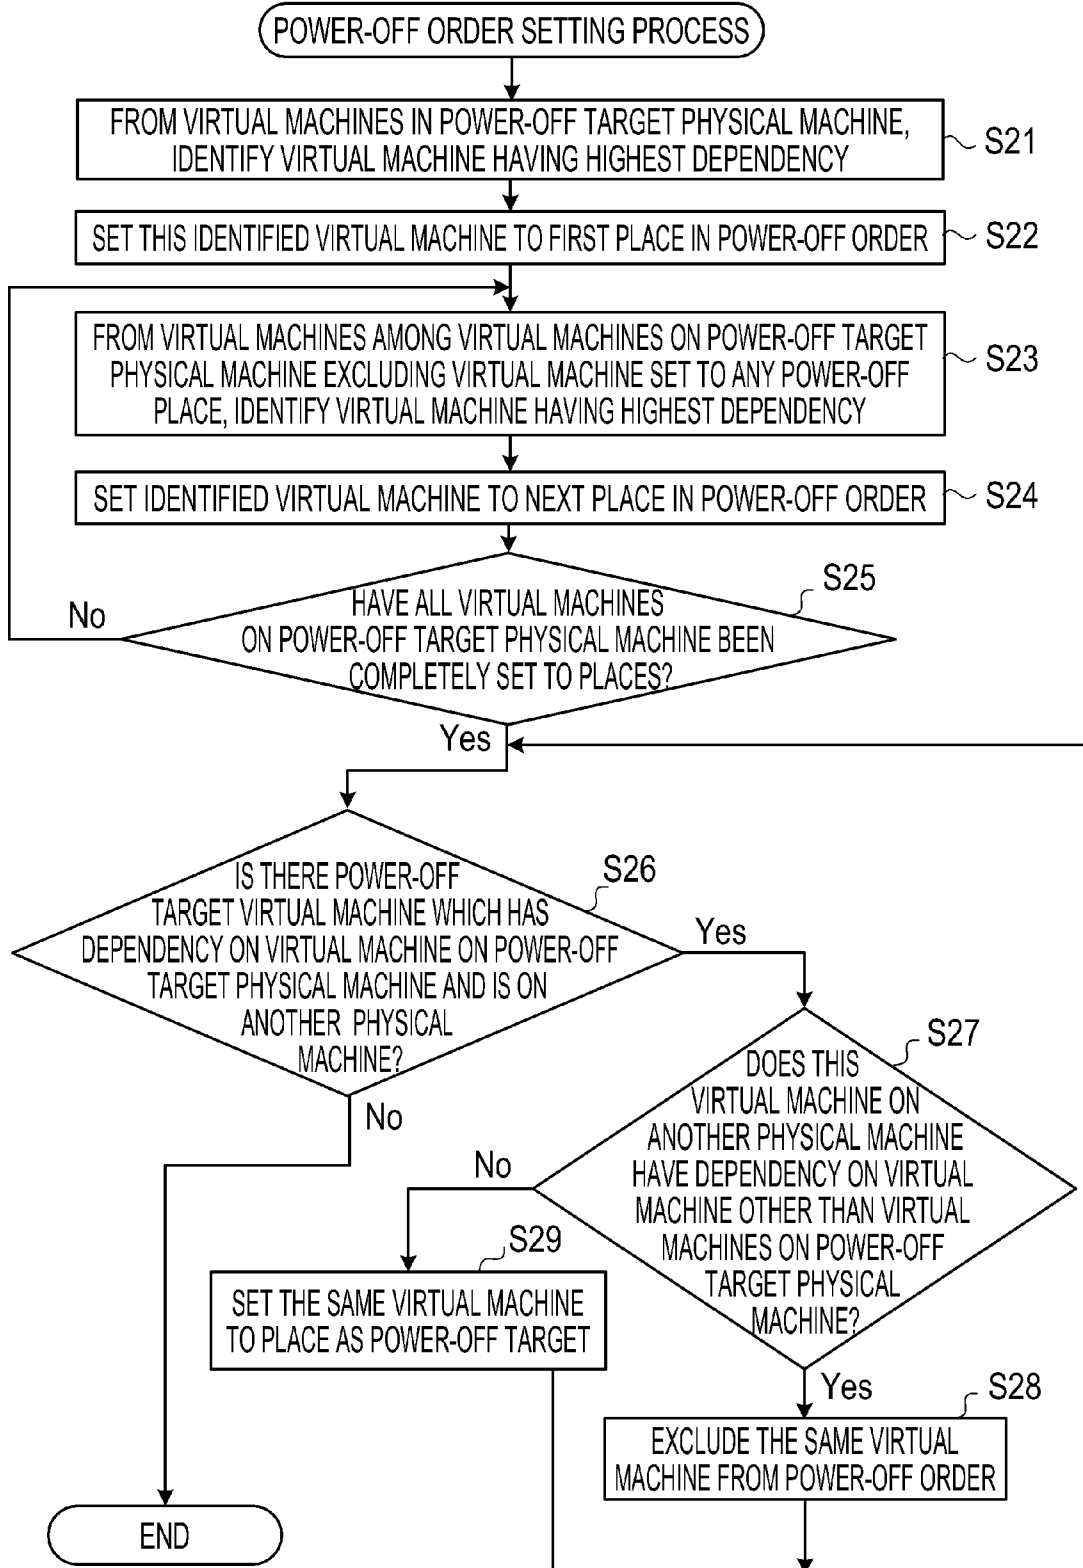 POWER-OFF ORDER SETTING PROCESS
FROM VIRTUAL MACHINES IN POWER-OFF TARGET PHYSICAL MACHINE,
IDENTIFY VIRTUAL MACHINE HAVING HIGHEST DEPENDENCY
S21
SET THIS IDENTIFIED VIRTUAL MACHINE TO FIRST PLACE IN POWER-OFF ORDER
S22
FROM VIRTUAL MACHINES AMONG VIRTUAL MACHINES ON POWER-OFF TARGET
PHYSICAL MACHINE EXCLUDING VIRTUAL MACHINE SET TO ANY POWER-OFF
PLACE, IDENTIFY VIRTUAL MACHINE HAVING HIGHEST DEPENDENCY
S23
SET IDENTIFIED VIRTUAL MACHINE TO NEXT PLACE IN POWER-OFF ORDER
S24
S25
HAVE ALL VIRTUAL MACHINES
ON POWER-OFF TARGET PHYSICAL MACHINE BEEN
COMPLETELY SET TO PLACES?
No
Yes
S26
IS THERE POWER-OFF
TARGET VIRTUAL MACHINE WHICH HAS
DEPENDENCY ON VIRTUAL MACHINE ON POWER-OFF
TARGET PHYSICAL MACHINE AND IS ON
ANOTHER PHYSICAL
MACHINE?
Yes
No
S27
DOES THIS
VIRTUAL MACHINE ON
ANOTHER PHYSICAL MACHINE
HAVE DEPENDENCY ON VIRTUAL
MACHINE OTHER THAN VIRTUAL
MACHINES ON POWER-OFF
TARGET PHYSICAL
MACHINE?
No
S29
SET THE SAME VIRTUAL MACHINE
TO PLACE AS POWER-OFF TARGET
Yes
S28
EXCLUDE THE SAME VIRTUAL
MACHINE FROM POWER-OFF ORDER
END